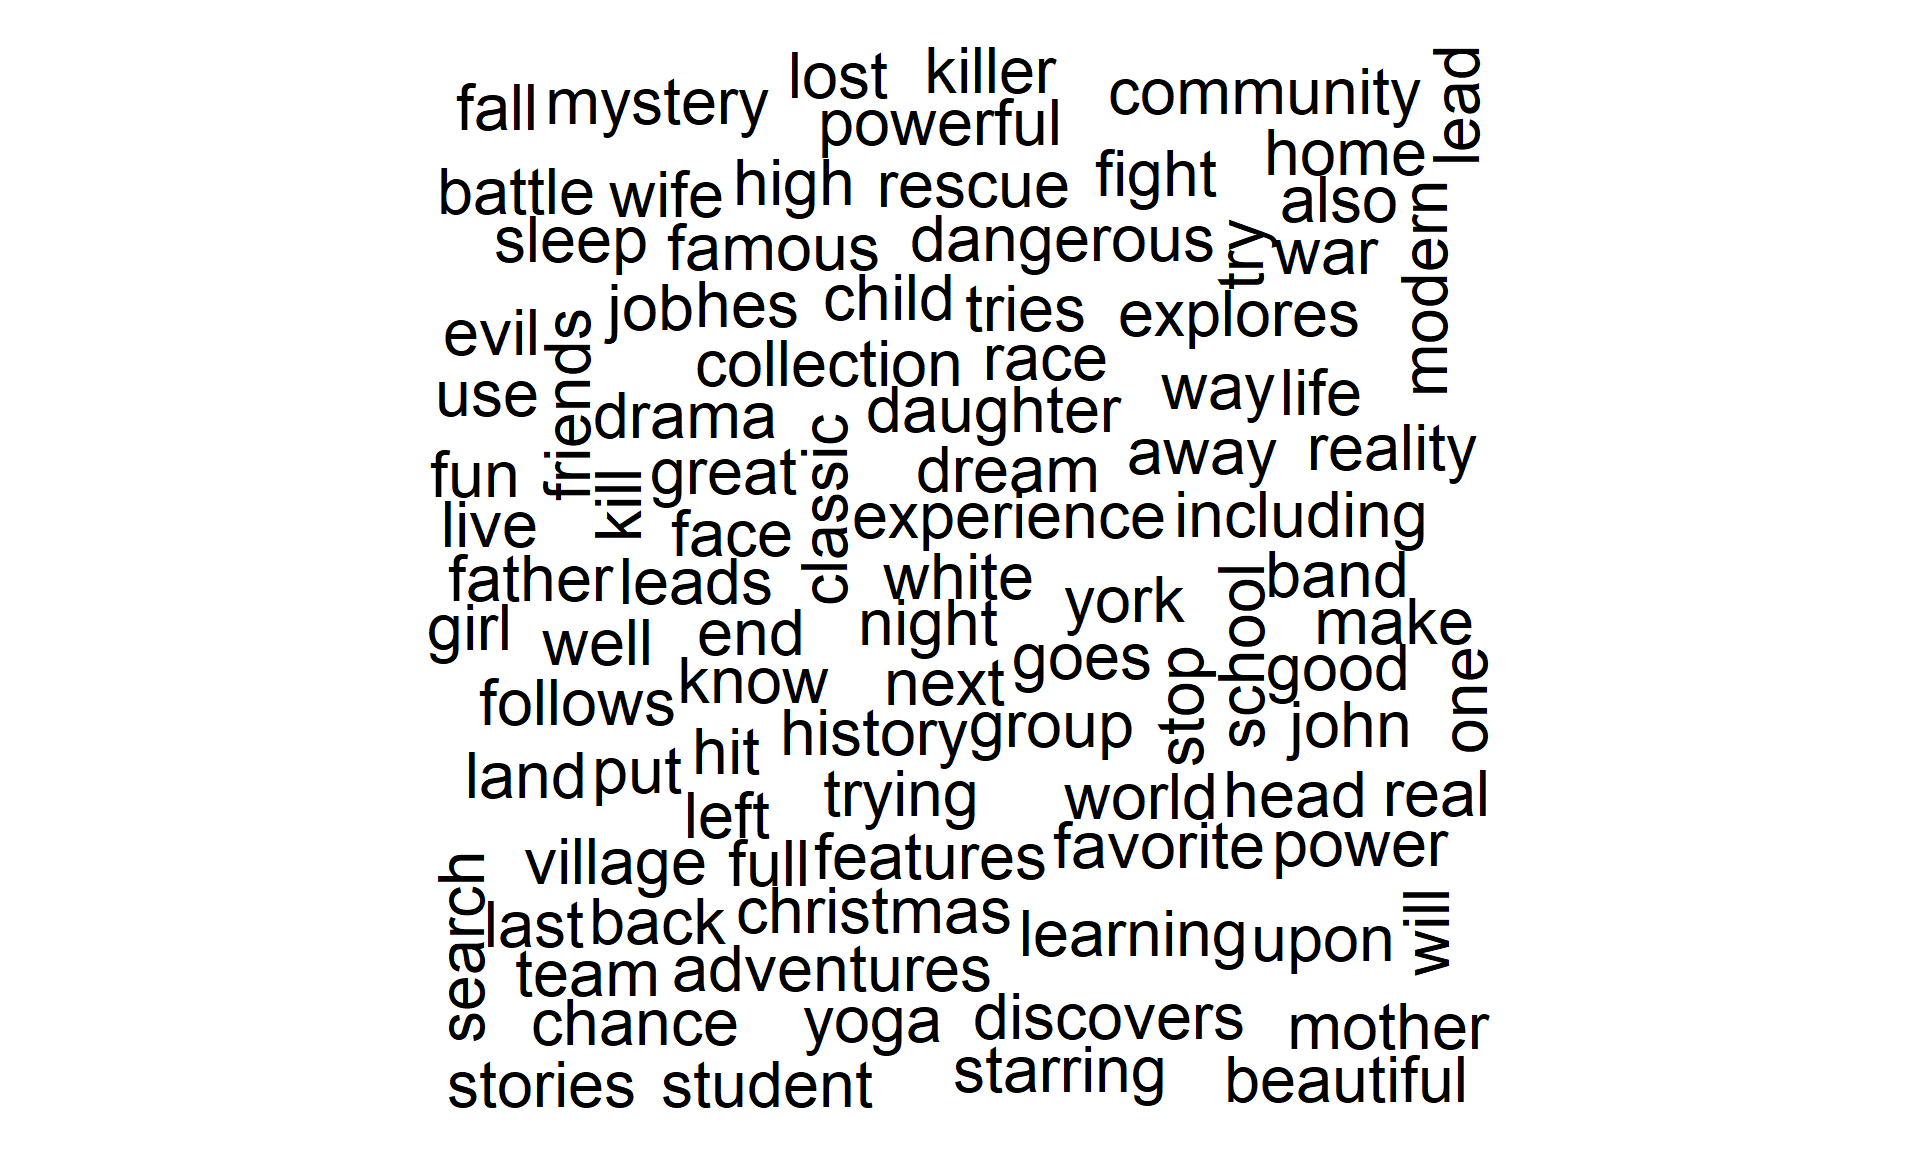 lost killer
fall mystery powerful community lead
battle wife high rescue fight home
also
sleep famous dangerous try war modern
evil friends job hes child tries explores
use collection race way life
drama classic daughter
fun kill great dream away reality
live face experience including
father leads white york school band
girl well end night goes stop good make
follows know next one
land put hit history group john
left trying world head real
search village full features favorite power
last back christmas learning upon will
team adventures
chance yoga discovers mother
stories student starring beautiful